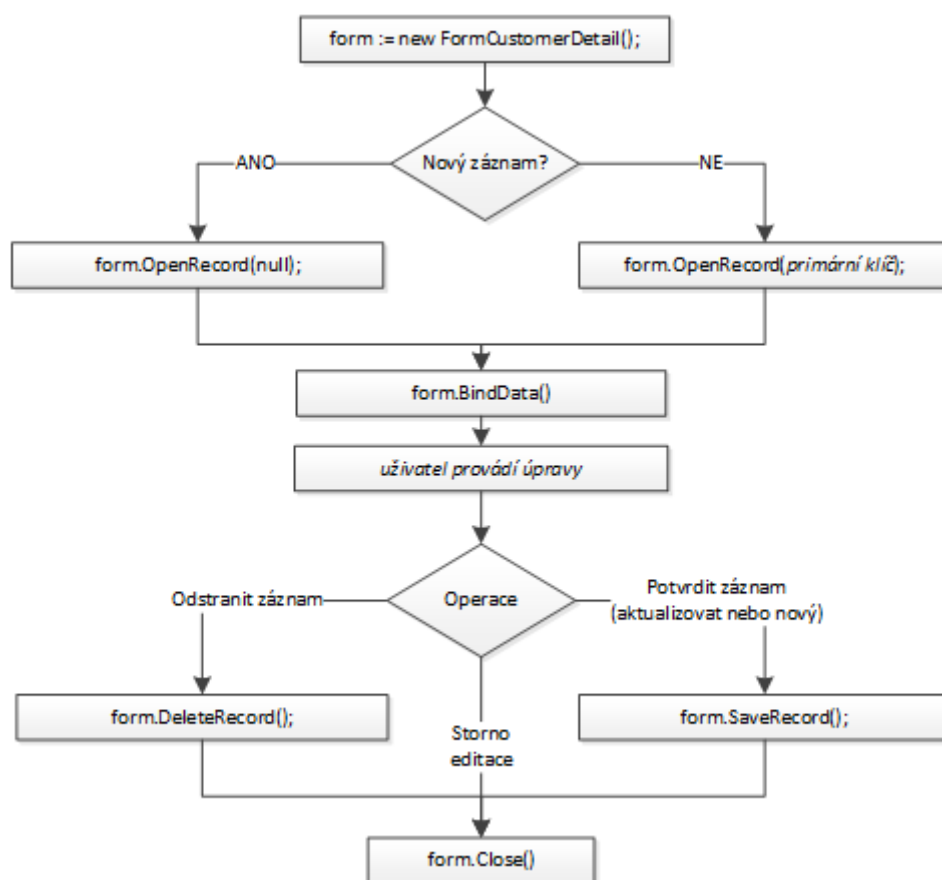 form := new FormCustomerDetail();
Nový záznam?
ANO
NE
form.OpenRecord(null);
form.OpenRecord(primární klíč);
form.BindData()
uživatel provádí úpravy
Operace
Odstranit záznam
Potvrdit záznam
(aktualizovat nebo nový)
form.DeleteRecord();
form.SaveRecord();
Storno
editace
form.Close()